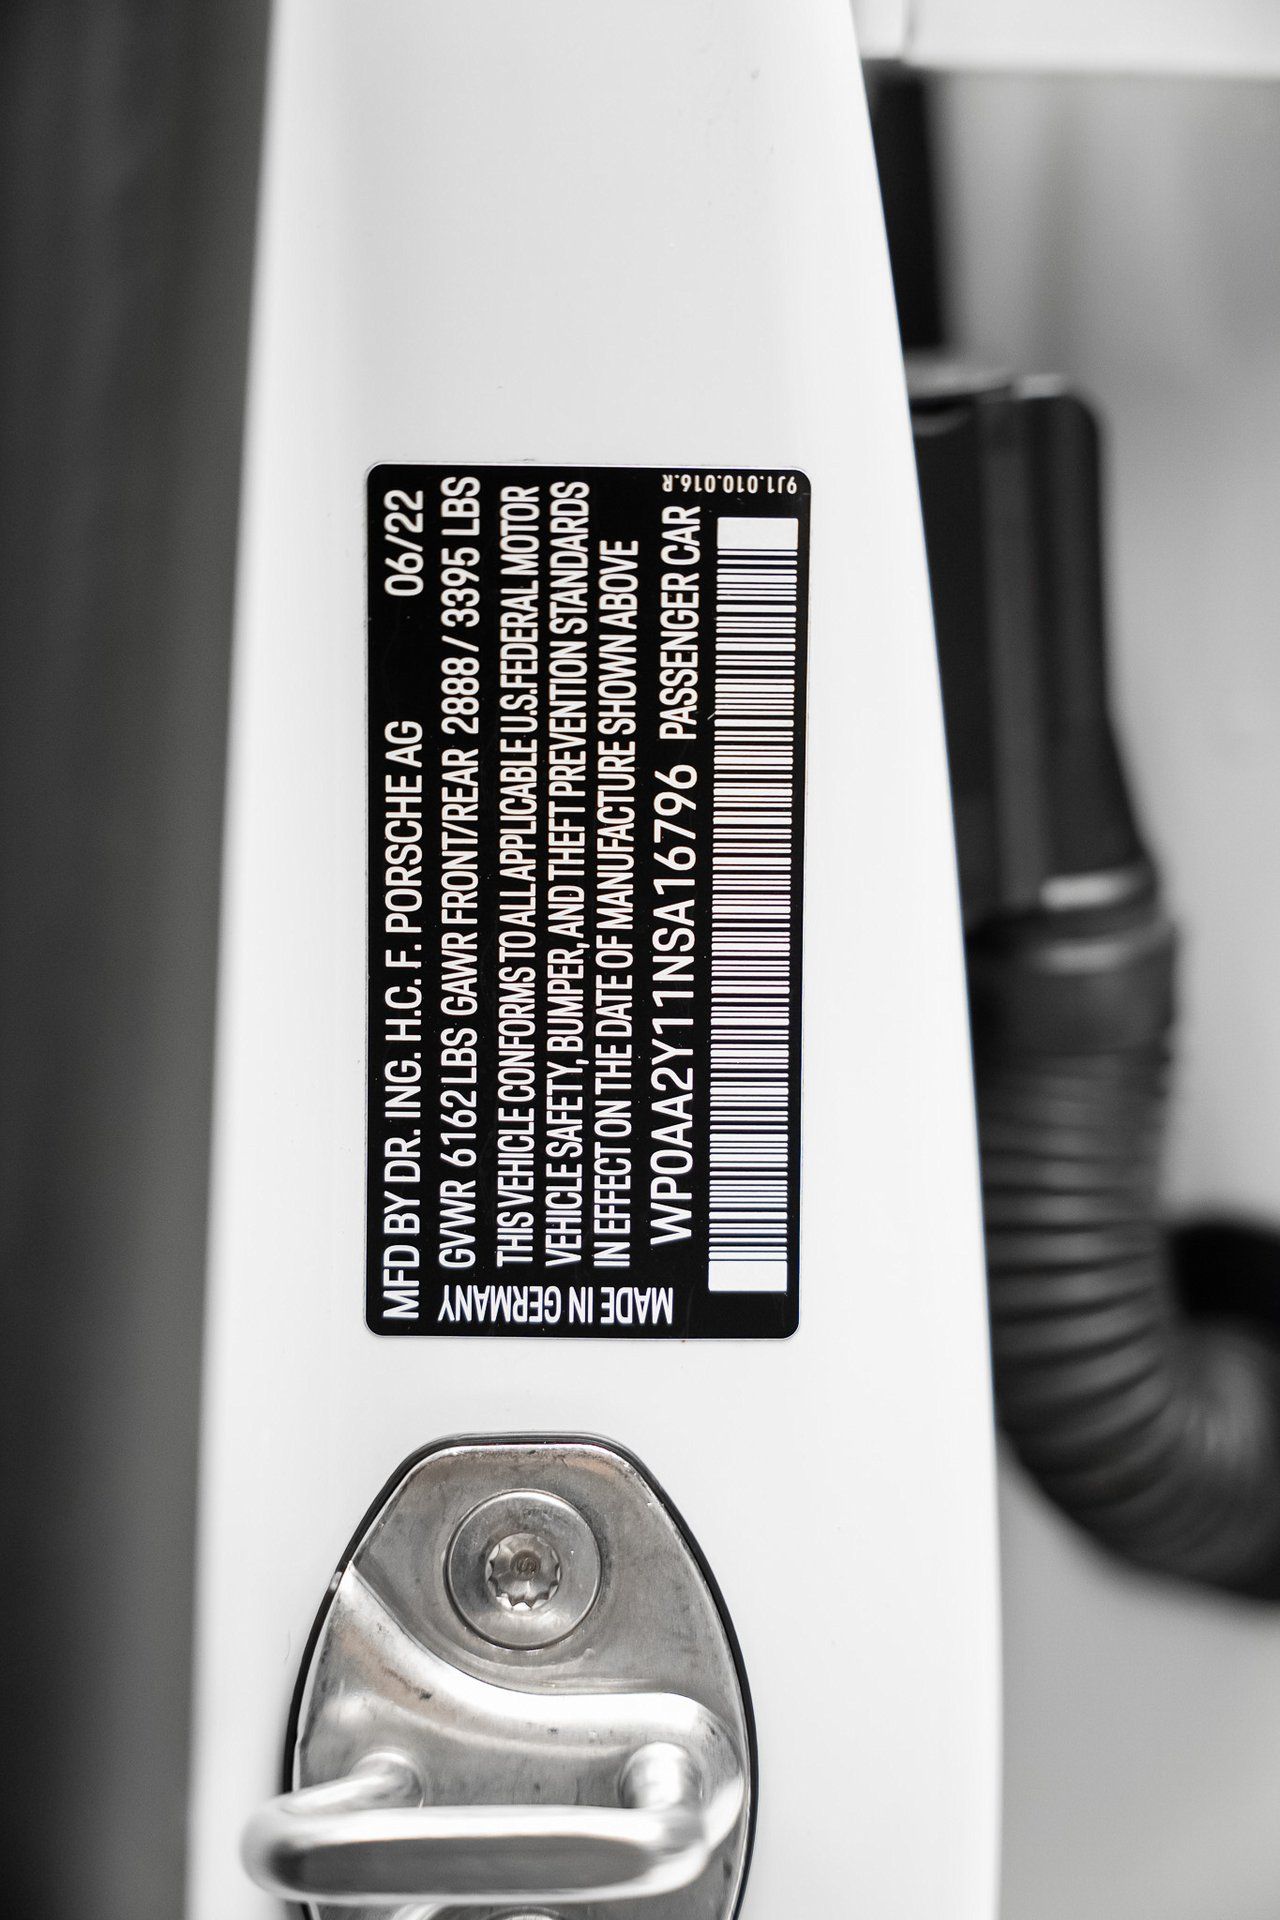 MFD BY DR. ING. H.C. F. PORSCHE AG 06/22
GVWR 6162 LBS GAWR FRONT/REAR 2888 / 3395 LBS
THIS VEHICLE CONFORMS TO ALL APPLICABLE U.S. FEDERAL MOTOR
VEHICLE SAFETY, BUMPER, AND THEFT PREVENTION STANDARDS
IN EFFECT ON THE DATE OF MANUFACTURE SHOWN ABOVE
WP0AA2Y11NSA16796 PASSENGER CAR
MADE IN GERMANY
9J1.010.016.R